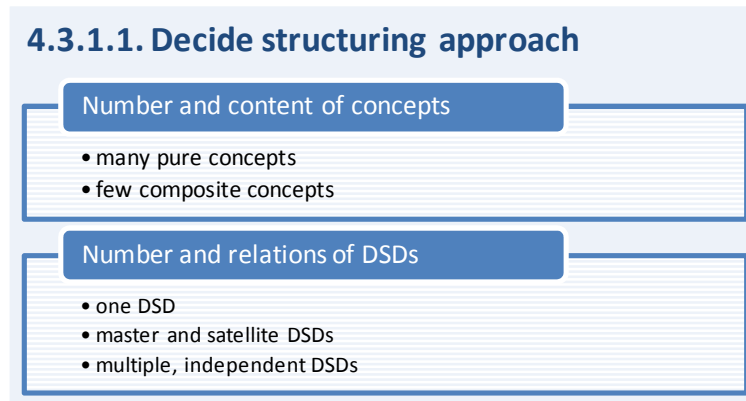 4.3.1.1. Decide structuring approach
Number and content of concepts
• many pure concepts
• few composite concepts
Number and relations of DSDs
• one DSD
• master and satellite DSDs
• multiple, independent DSDs